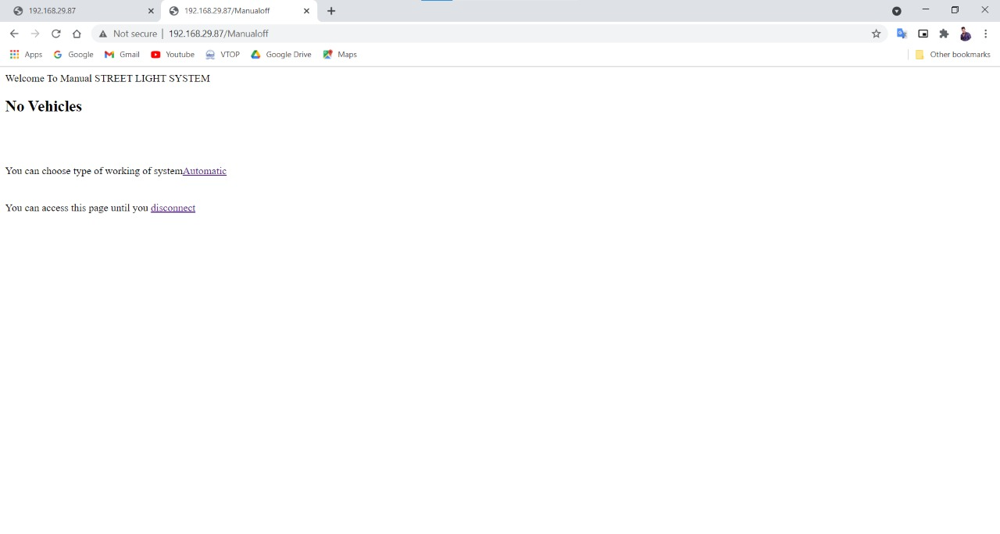 192.168.29.87
192.168.29.87/Manualoff
Not secure | 192.168.29.87/Manualoff
Apps Google Gmail Youtube VTOP Google Drive Maps Other bookmarks
Welcome To Manual STREET LIGHT SYSTEM
No Vehicles
You can choose type of working of systemAutomatic
You can access this page until you disconnect